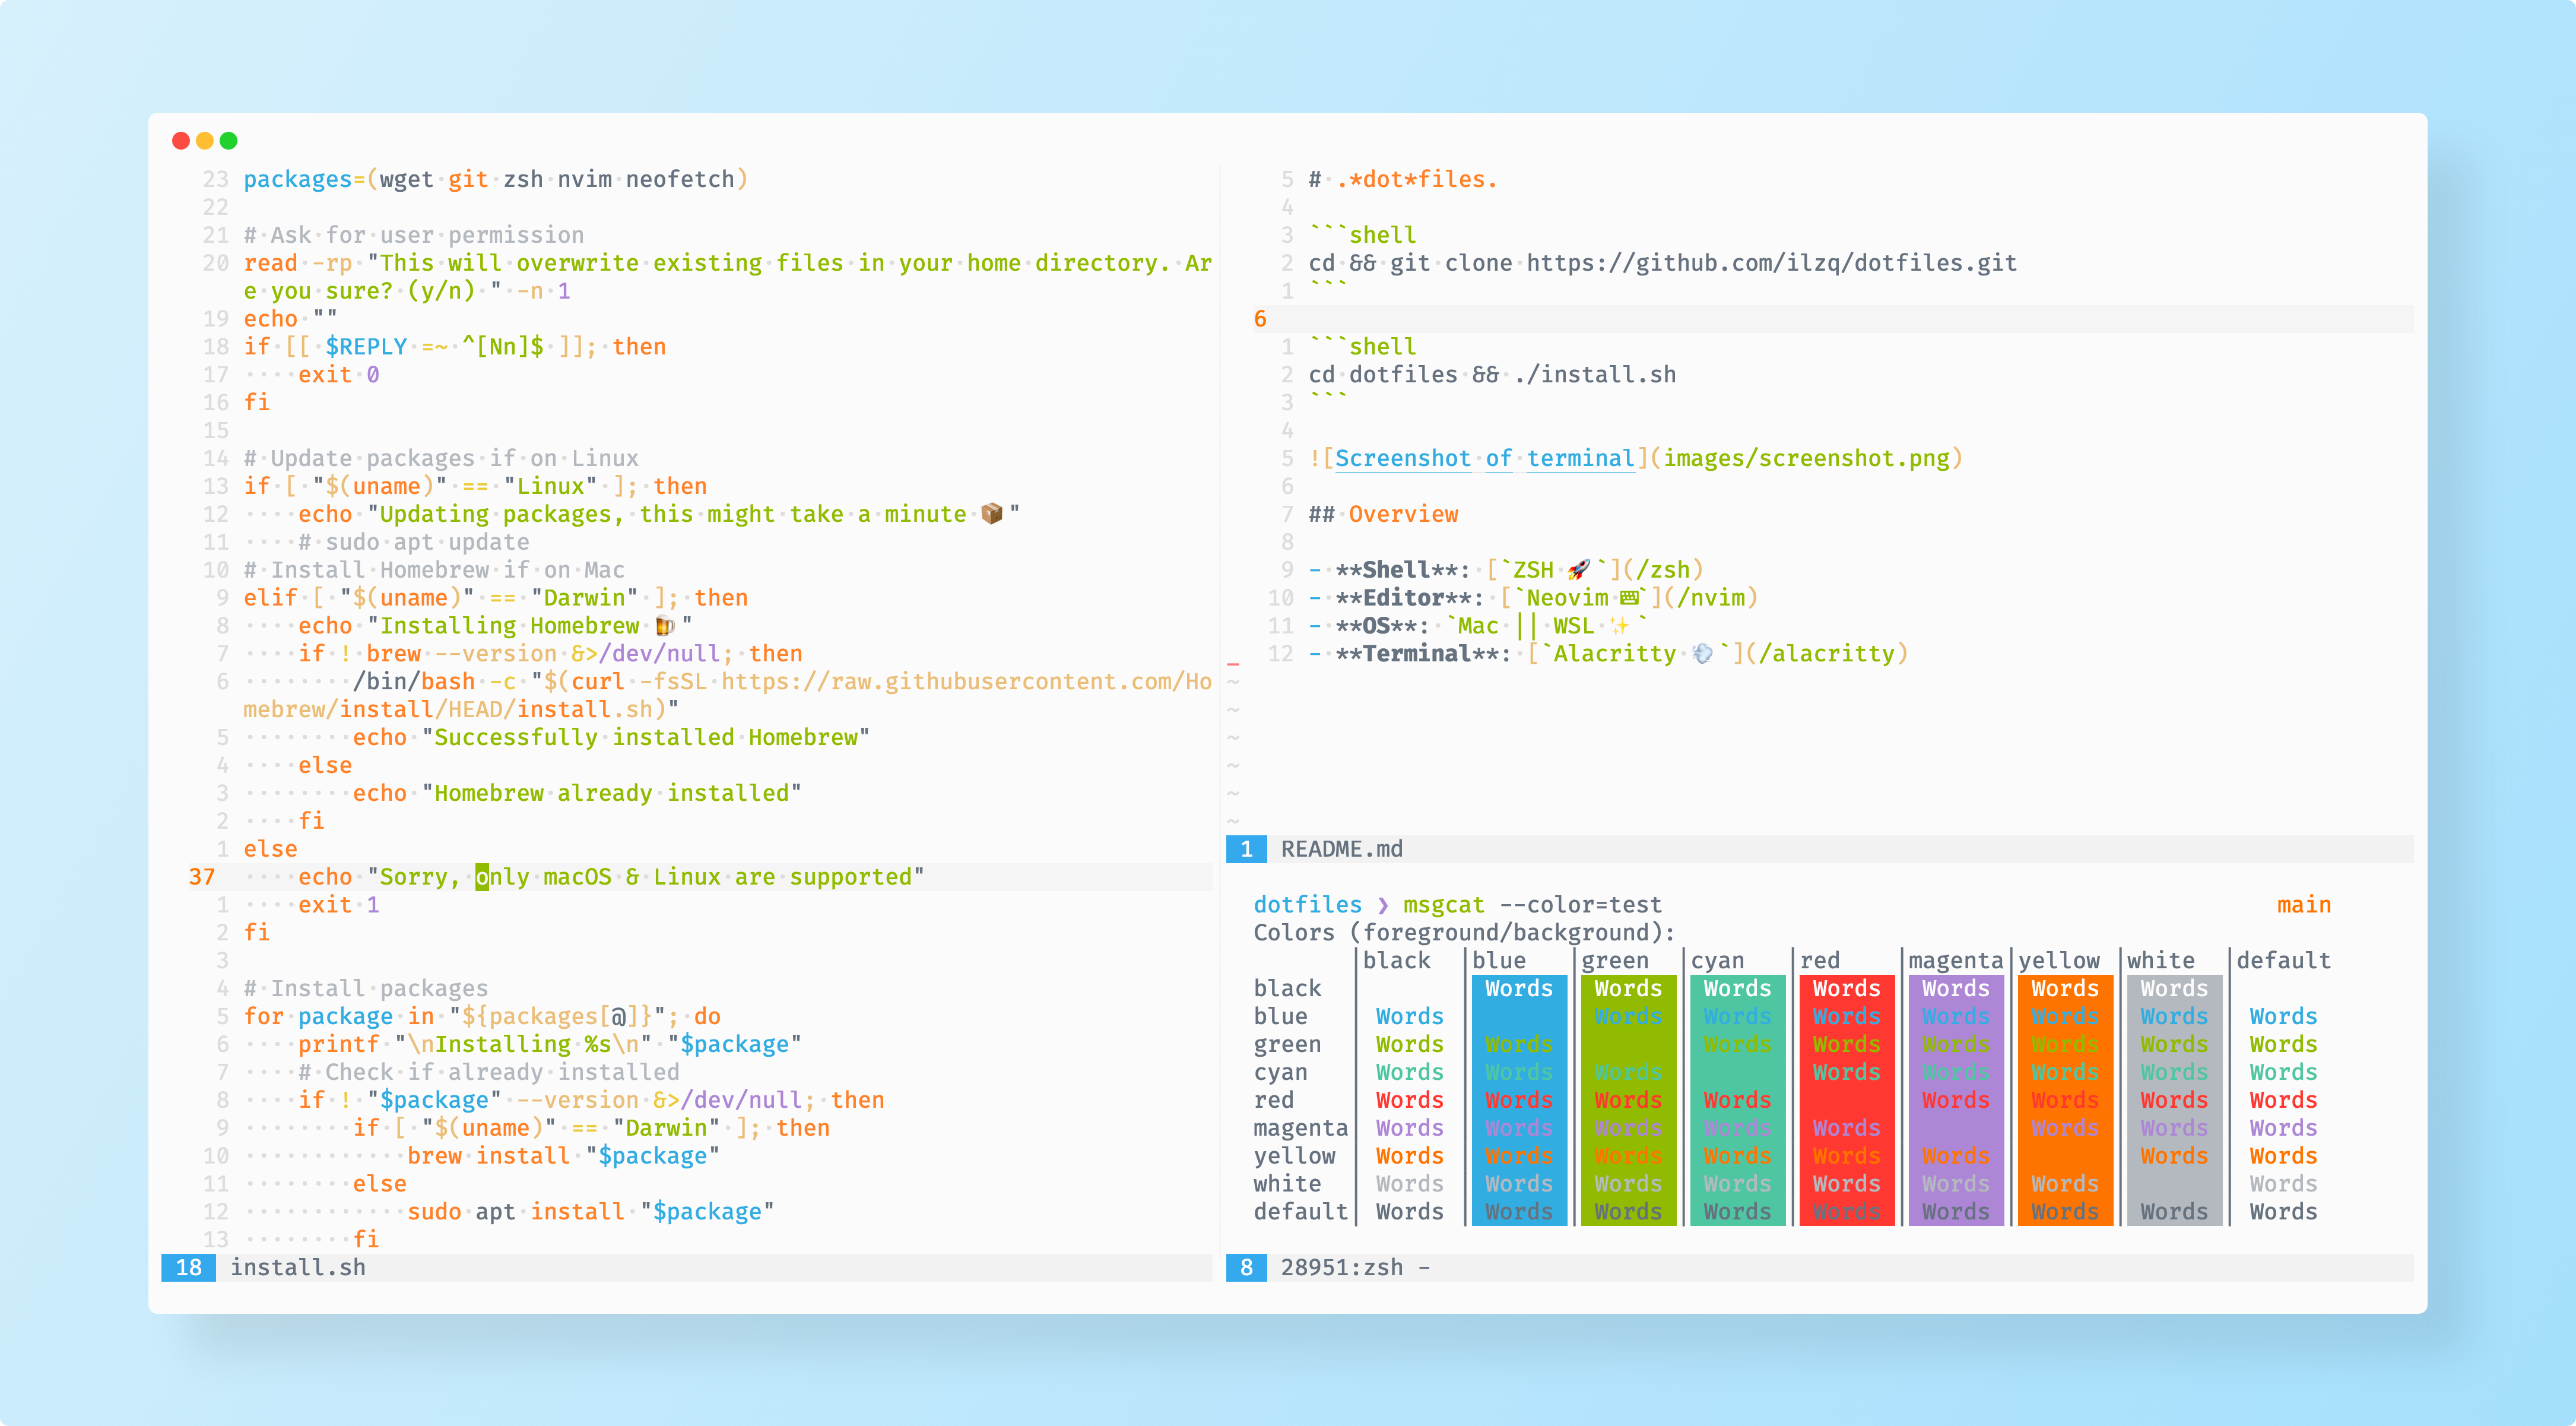 23 packages=(wget git zsh nvim neofetch)
22
21 # Ask for user permission
20 read -rp "This will overwrite existing files in your home directory. Ar
e you sure? (y/n) " -n 1
19 echo ""
18 if [[ $REPLY =~ ^[Nn]$ ]]; then
17 ····exit 0
16 fi
15
14 # Update packages if on Linux
13 if [ "$(uname)" == "Linux" ]; then
12 ····echo "Updating packages, this might take a minute 📦 "
11 ····# sudo apt update
10 # Install Homebrew if on Mac
9 elif [ "$(uname)" == "Darwin" ]; then
8 ····echo "Installing Homebrew 🍺 "
7 ····if ! brew --version &>/dev/null; then
6 ········/bin/bash -c "$(curl -fsSL https://raw.githubusercontent.com/Ho
mebrew/install/HEAD/install.sh)"
5 ········echo "Successfully installed Homebrew"
4 ····else
3 ········echo "Homebrew already installed"
2 ····fi
1 else
37 ····echo "Sorry, only macOS & Linux are supported"
1 ····exit 1
2 fi
3
4 # Install packages
5 for package in "${packages[@]}"; do
6 ····printf "\nInstalling %s\n" "$package"
7 ····# Check if already installed
8 ····if ! "$package" --version &>/dev/null; then
9 ········if [ "$(uname)" == "Darwin" ]; then
10 ············brew install "$package"
11 ········else
12 ············sudo apt install "$package"
13 ········fi
18 install.sh
5 # .*dot*files.
4
3 ```shell
2 cd && git clone https://github.com/ilzq/dotfiles.git
1 ```
6
1 ```shell
2 cd dotfiles && ./install.sh
3 ```
4
5 ![Screenshot of terminal](images/screenshot.png)
6
7 ## Overview
8
9 - **Shell**: [`ZSH 🚀 `](/zsh)
10 - **Editor**: [`Neovim ⌨`](/nvim)
11 - **OS**: `Mac || WSL ✨ `
12 - **Terminal**: [`Alacritty 💨 `](/alacritty)
~
~
~
~
~
~
1 README.md
dotfiles ❯ msgcat --color=test main
Colors (foreground/background):
|black |blue |green |cyan |red |magenta|yellow |white |default
black | | Words | Words | Words | Words | Words | Words | Words |
blue | Words | | Words | Words | Words | Words | Words | Words | Words
green | Words | Words | | Words | Words | Words | Words | Words | Words
cyan | Words | Words | Words | | Words | Words | Words | Words | Words
red | Words | Words | Words | Words | | Words | Words | Words | Words
magenta| Words | Words | Words | Words | Words | | Words | Words | Words
yellow | Words | Words | Words | Words | Words | Words | | Words | Words
white | Words | Words | Words | Words | Words | Words | Words | | Words
default| Words | Words | Words | Words | Words | Words | Words | Words | Words
8 28951:zsh -